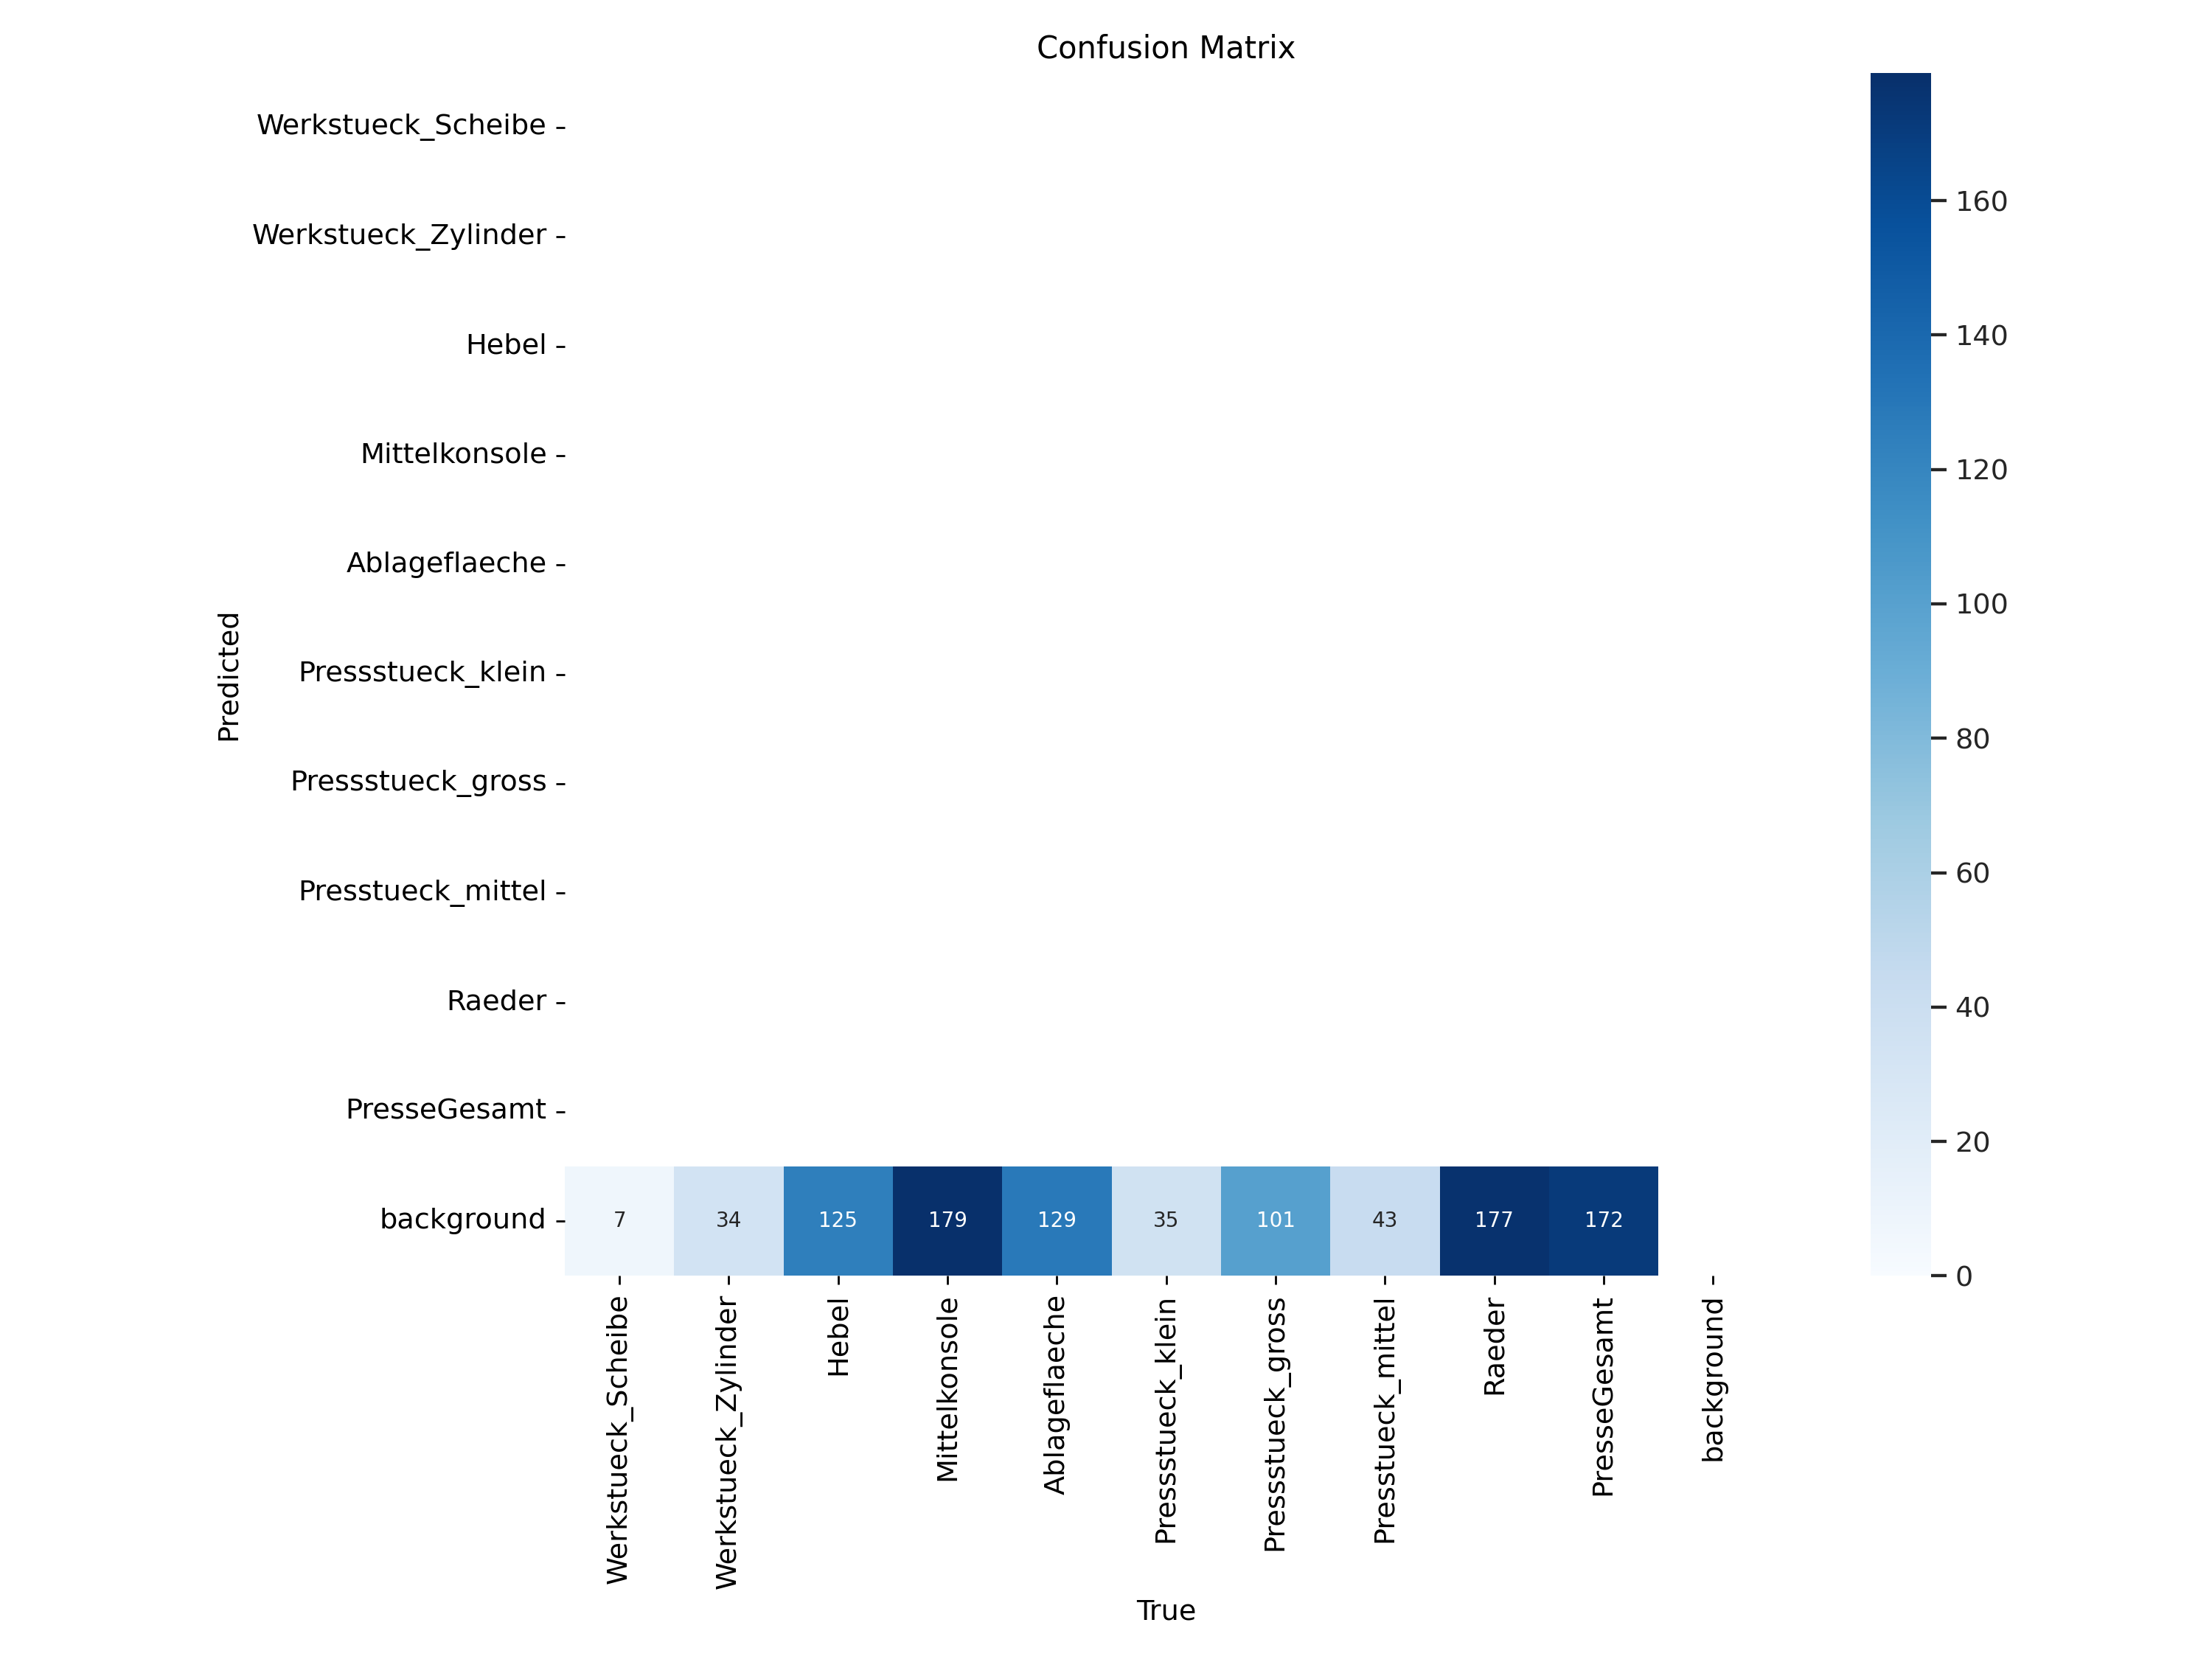 Confusion Matrix
Werkstueck_Scheibe
Werkstueck_Zylinder
Hebel
Mittelkonsole
Ablageflaeche
Pressstueck_klein
Pressstueck_gross
Presstueck_mittel
Raeder
PresseGesamt
background
Predicted
7 34 125 179 129 35 101 43 177 172
Werkstueck_Scheibe
Werkstueck_Zylinder
Hebel
Mittelkonsole
Ablageflaeche
Pressstueck_klein
Pressstueck_gross
Presstueck_mittel
Raeder
PresseGesamt
background
True
160
140
120
100
80
60
40
20
0